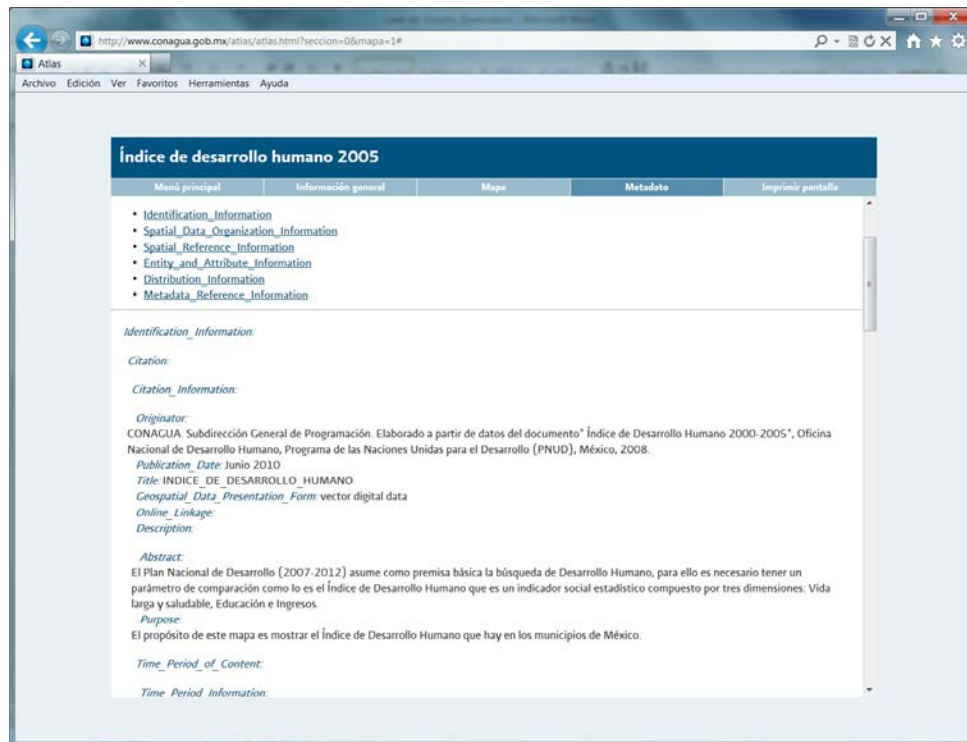 http://www.conagua.gob.mx/atlas/atlas.html?seccion=0&mapa=1#
Atlas
Archivo Edición Ver Favoritos Herramientas Ayuda
Índice de desarrollo humano 2005
Menú principal Información general Mapa Metadato Imprimir pantalla
• Identification_Information
• Spatial_Data_Organization_Information
• Spatial_Reference_Information
• Entity_and_Attribute_Information
• Distribution_Information
• Metadata_Reference_Information
Identification_Information:
Citation:
Citation_Information:
Originator:
CONAGUA. Subdirección General de Programación. Elaborado a partir de datos del documento" Índice de Desarrollo Humano 2000-2005", Oficina
Nacional de Desarrollo Humano, Programa de las Naciones Unidas para el Desarrollo (PNUD), México, 2008.
Publication_Date: Junio 2010
Title: INDICE_DE_DESARROLLO_HUMANO
Geospatial_Data_Presentation_Form: vector digital data
Online_Linkage:
Description:
Abstract:
El Plan Nacional de Desarrollo (2007-2012) asume como premisa básica la búsqueda de Desarrollo Humano, para ello es necesario tener un
parámetro de comparación como lo es el Índice de Desarrollo Humano que es un indicador social estadístico compuesto por tres dimensiones: Vida
larga y saludable, Educación e Ingresos.
Purpose:
El propósito de este mapa es mostrar el Índice de Desarrollo Humano que hay en los municipios de México.
Time_Period_of_Content:
Time_Period_Information: